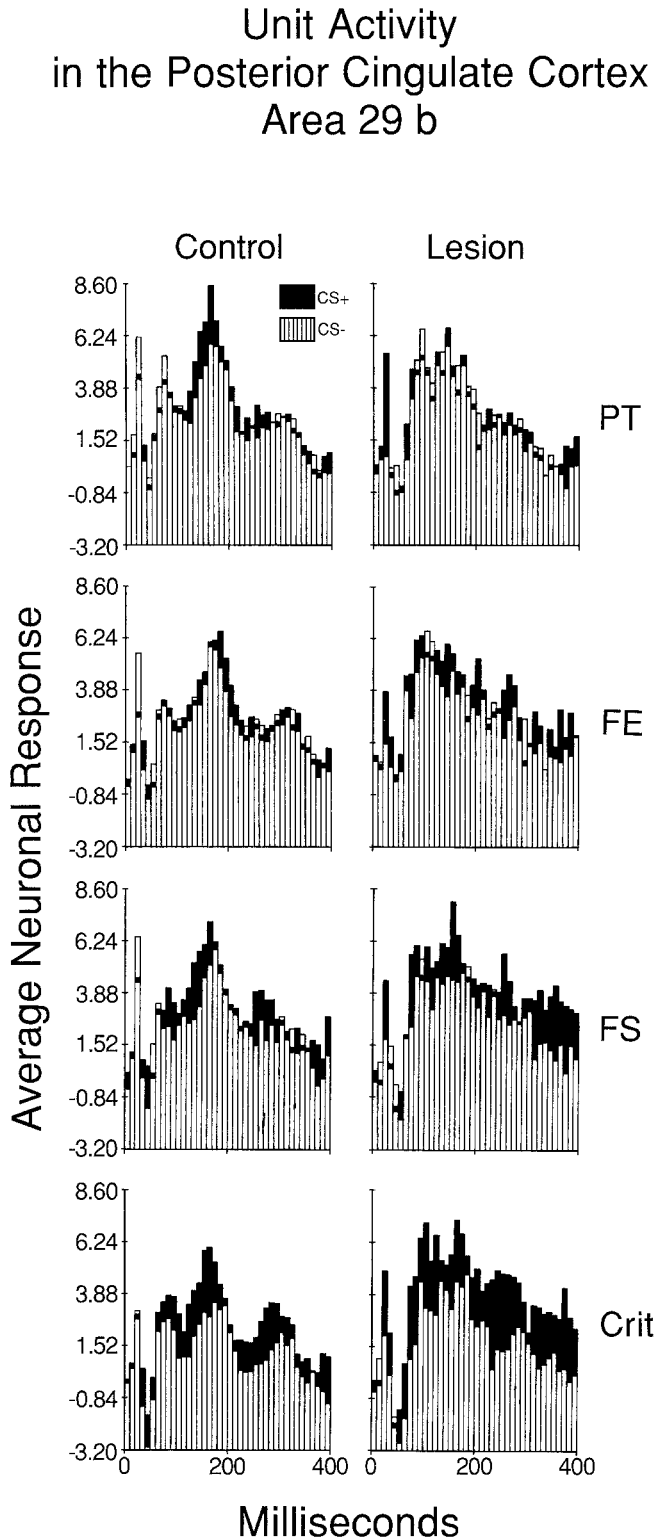 Unit Activity
in the Posterior Cingulate Cortex
Area 29 b
Control
Lesion
CS+
CS-
8.60
6.24
3.88
1.52
-0.84
-3.20
PT
8.60
6.24
3.88
1.52
-0.84
-3.20
FE
8.60
6.24
3.88
1.52
-0.84
-3.20
FS
8.60
6.24
3.88
1.52
-0.84
-3.20
Crit
Average Neuronal Response
0 200 400
0 200 400
Milliseconds